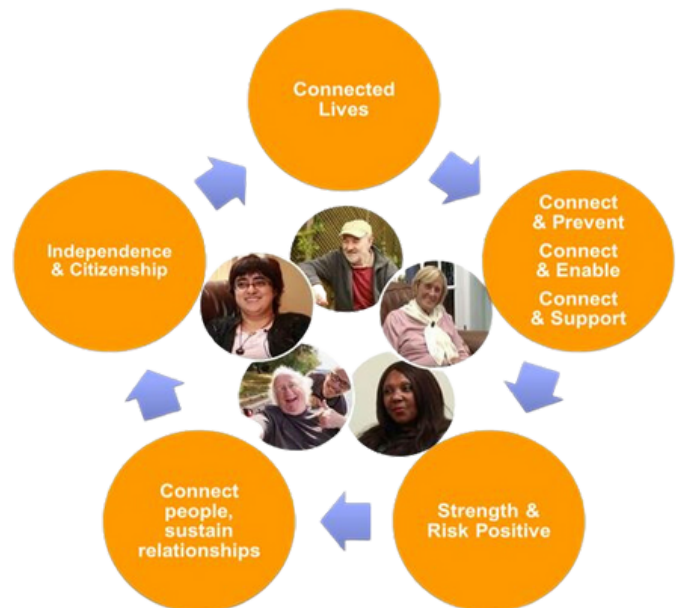 Connected
Lives
Connect
& Prevent
Connect
& Enable
Connect
& Support
Strength &
Risk Positive
Connect
people,
sustain
relationships
Independence
& Citizenship